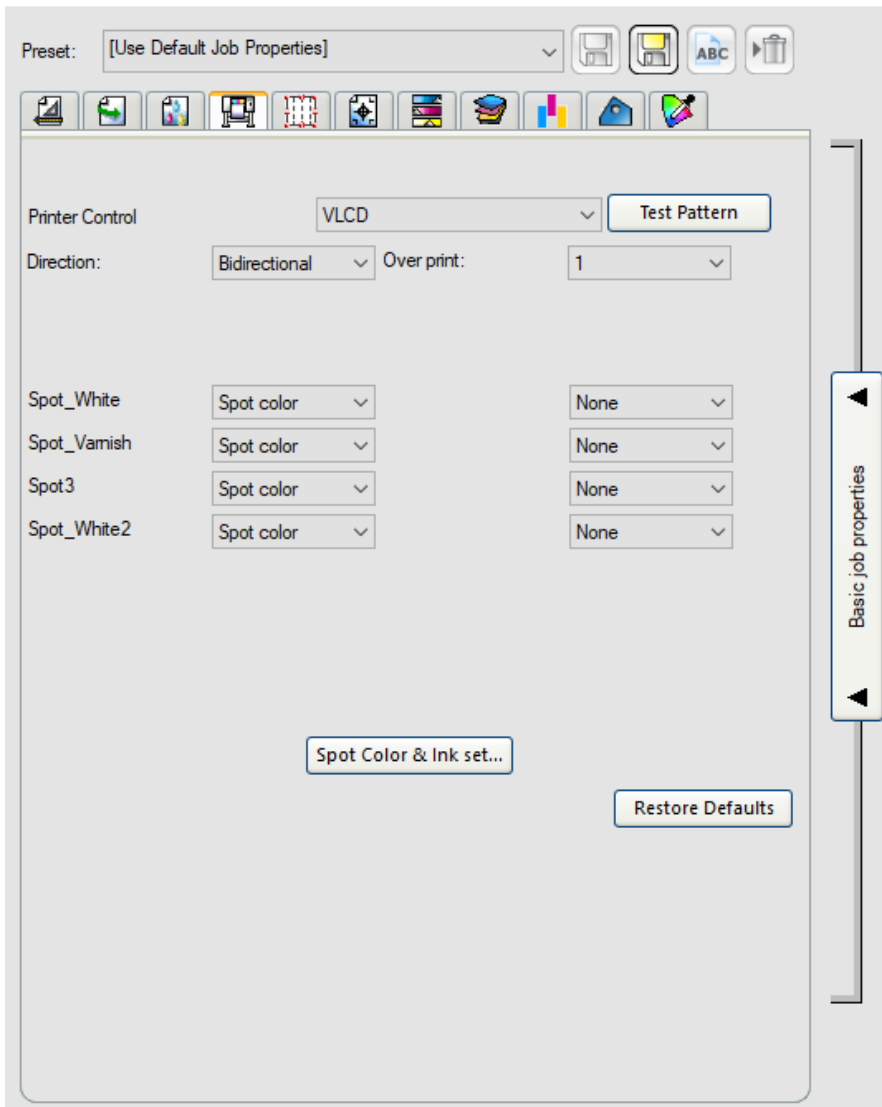 Preset: [Use Default Job Properties] ABC
Printer Control VLCD Test Pattern
Direction: Bidirectional Over print: 1
Spot_White Spot color None
Spot_Varnish Spot color None
Spot3 Spot color None
Spot_White2 Spot color None
Basic job properties
Spot Color & Ink set...
Restore Defaults